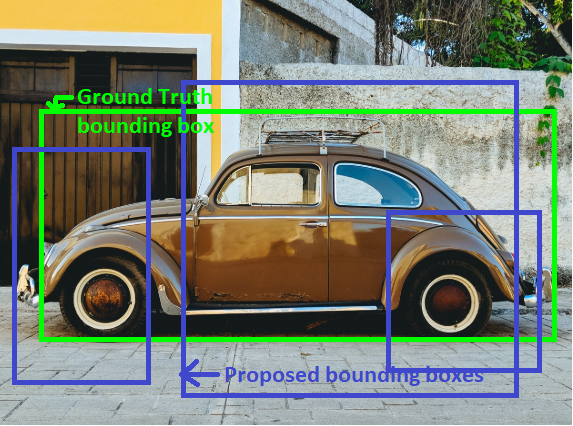 Ground Truth
bounding box
Proposed bounding boxes